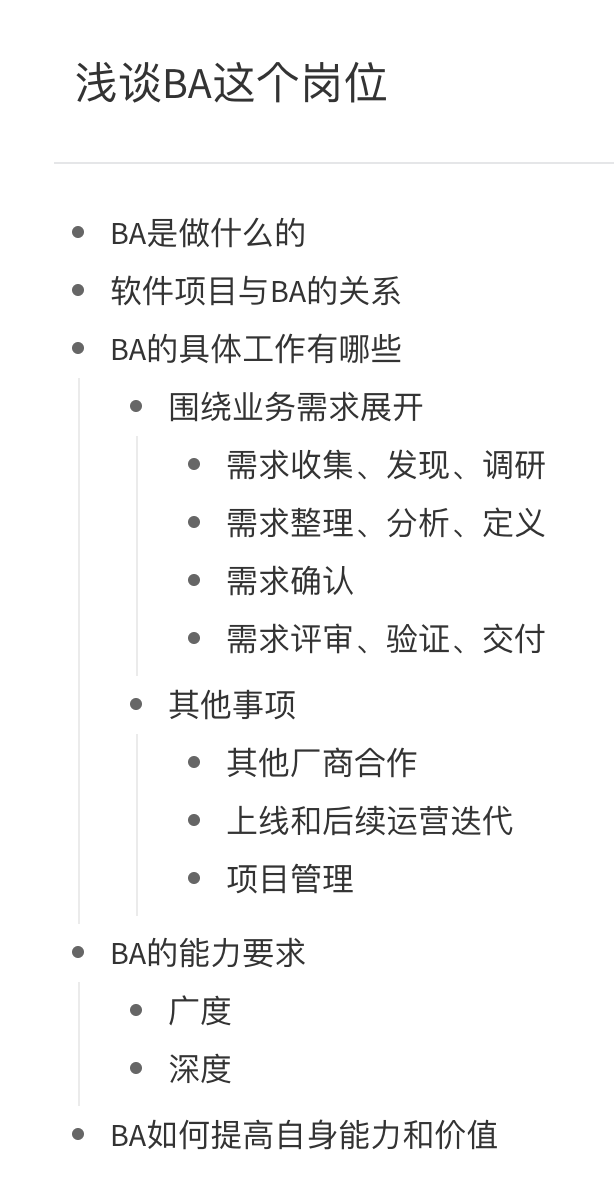 浅谈BA这个岗位
BA是做什么的
软件项目与BA的关系
BA的具体工作有哪些
围绕业务需求展开
需求收集、发现、调研
需求整理、分析、定义
需求确认
需求评审、验证、交付
其他事项
其他厂商合作
上线和后续运营迭代
项目管理
BA的能力要求
广度
深度
BA如何提高自身能力和价值